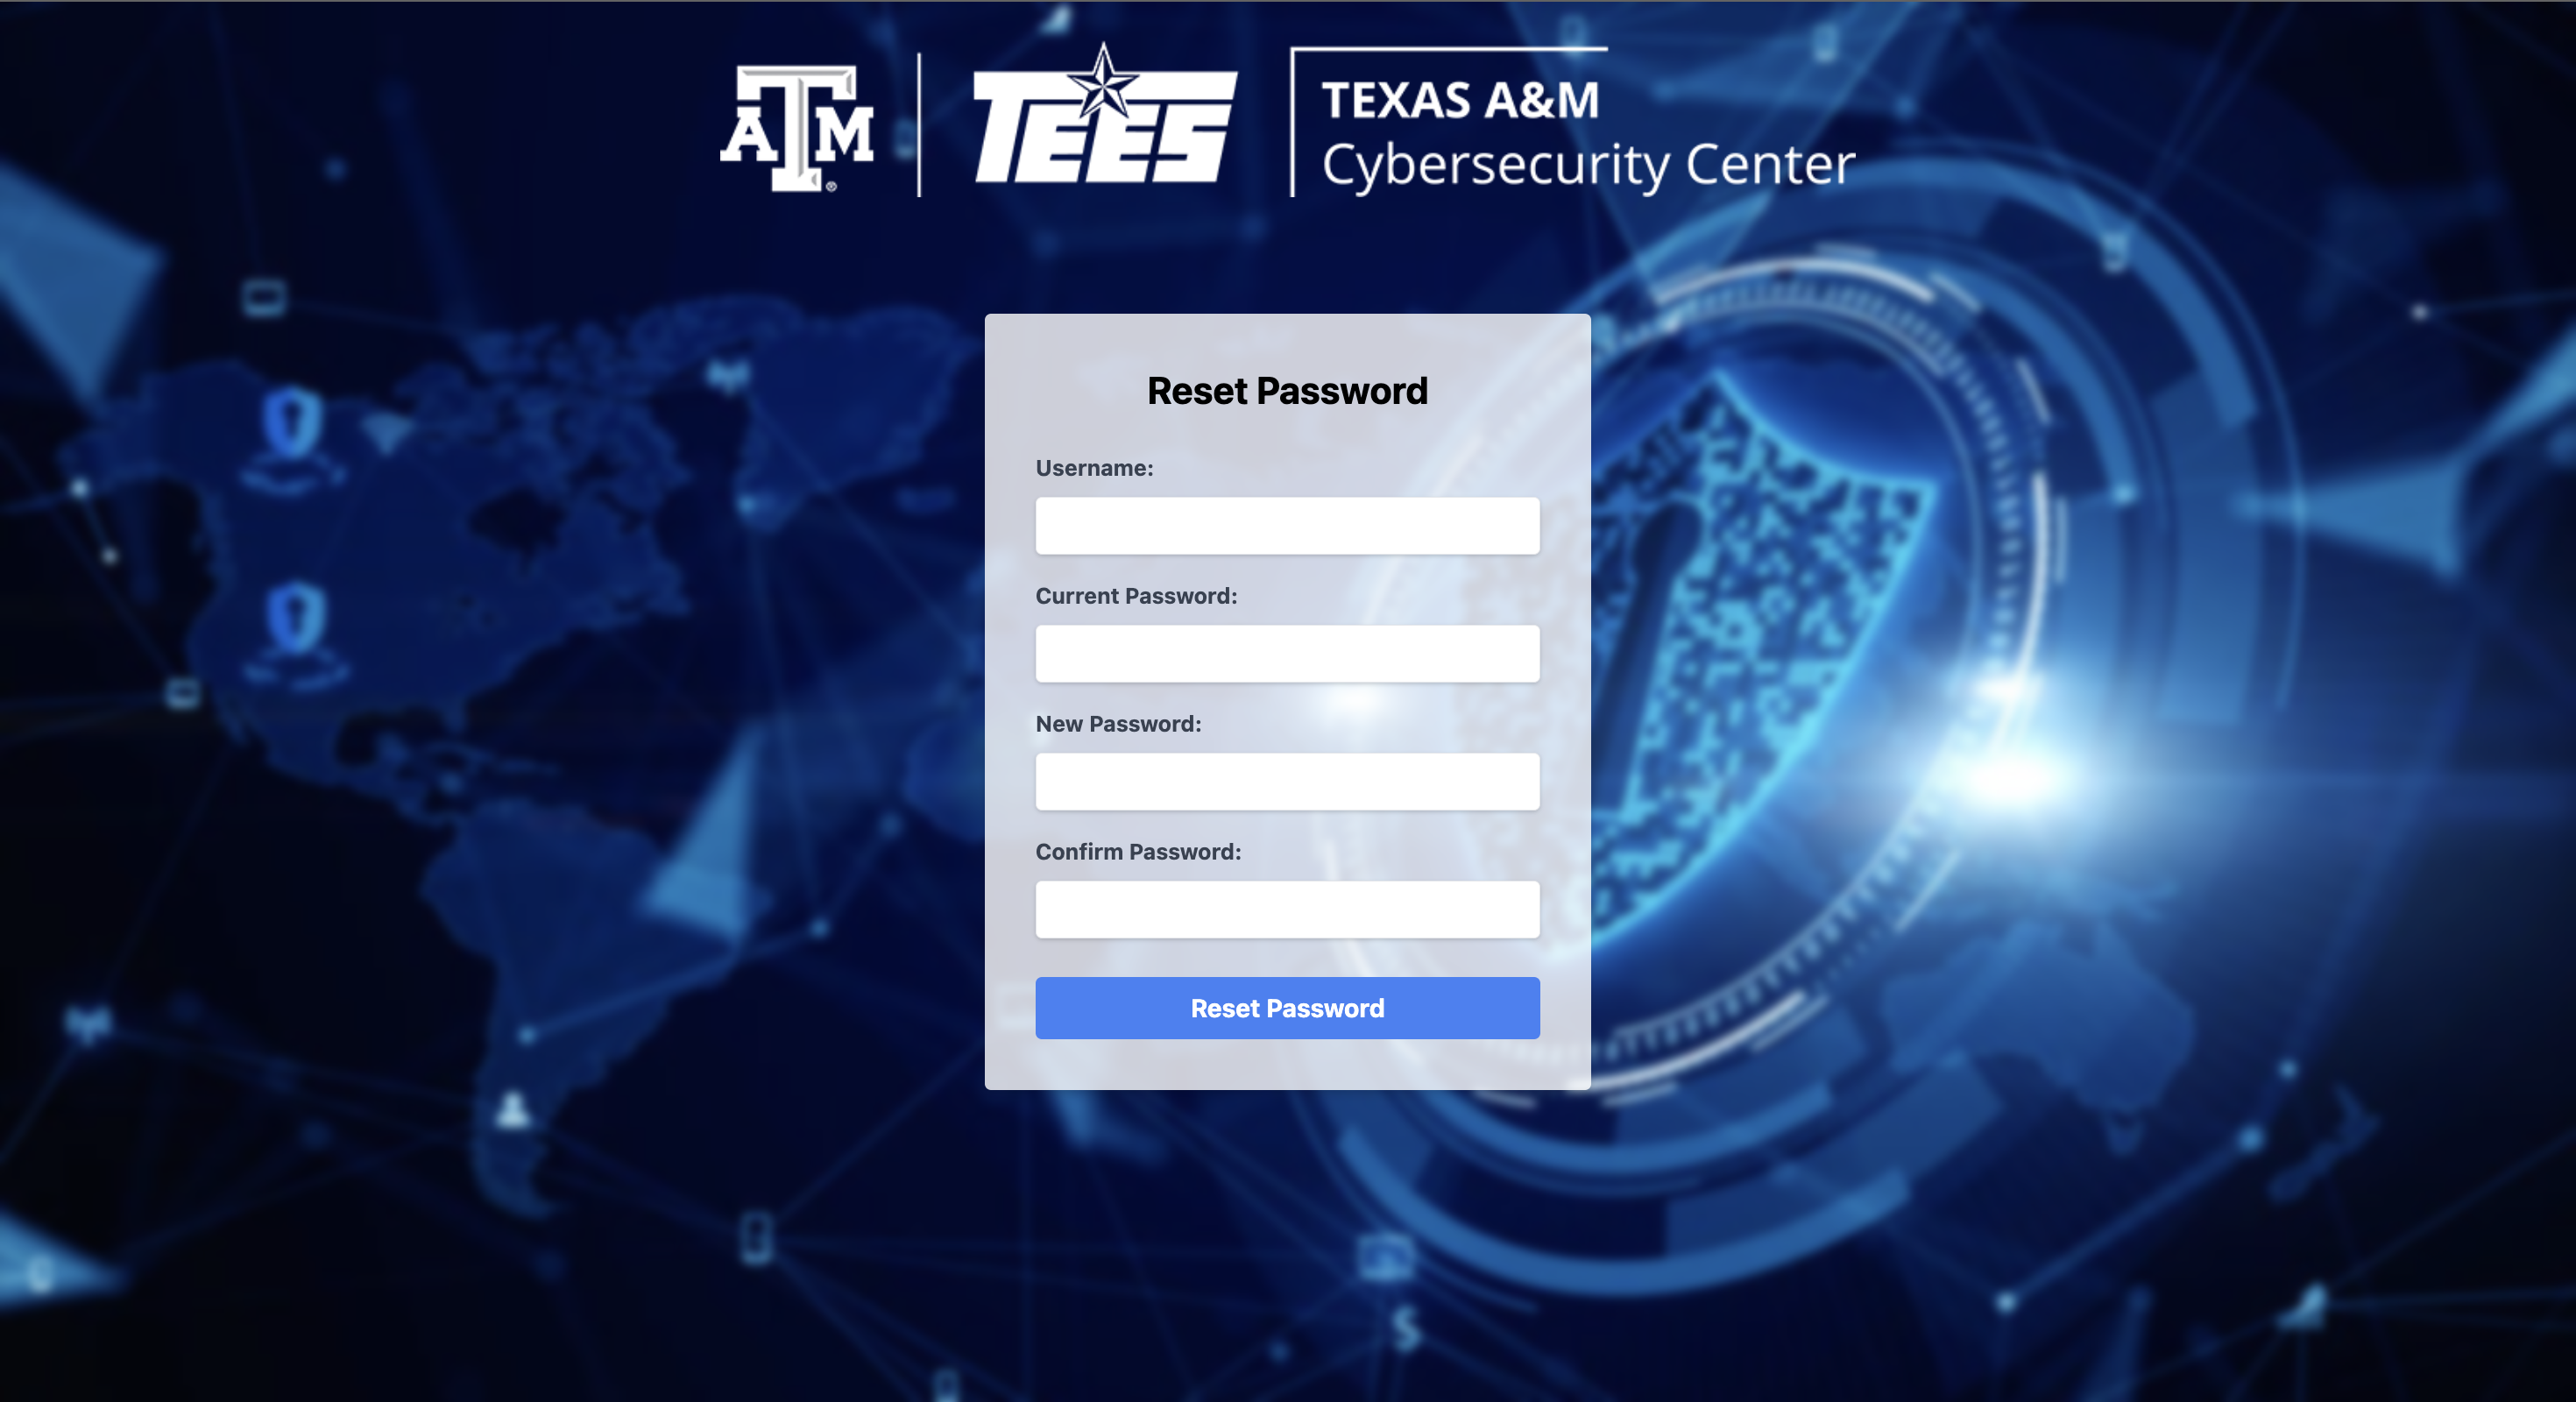 ATM®
TEES
TEXAS A&M
Cybersecurity Center
Reset Password
Username:
Current Password:
New Password:
Confirm Password:
Reset Password
$